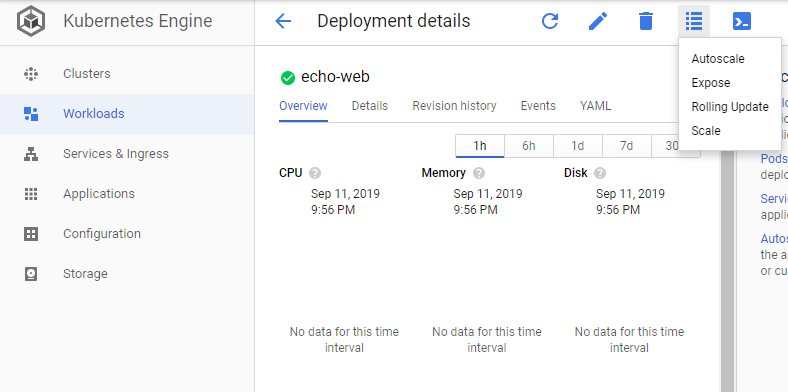 Kubernetes Engine
Deployment details
Autoscale
Expose
Rolling Update
Scale
Clusters
Workloads
Services & Ingress
Applications
Configuration
Storage
echo-web
Overview Details Revision history Events YAML
1h 6h 1d 7d 30
CPU Memory Disk
Sep 11, 2019 Sep 11, 2019 Sep 11, 2019
9:56 PM 9:56 PM 9:56 PM
No data for this time No data for this time No data for this time
interval interval interval
Pods
deplo
Servi
applic
Autos
the a
or cu